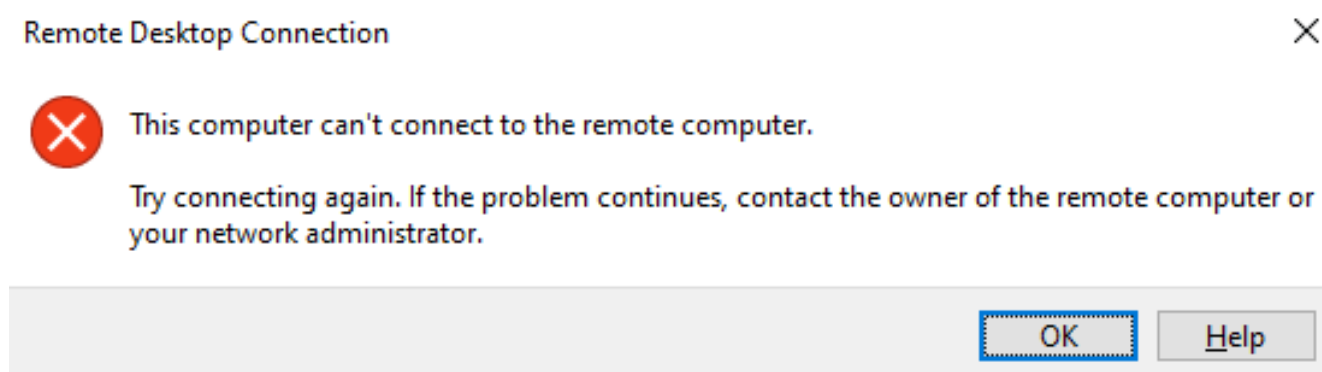 Remote Desktop Connection
This computer can't connect to the remote computer.
Try connecting again. If the problem continues, contact the owner of the remote computer or
your network administrator.
OK
Help